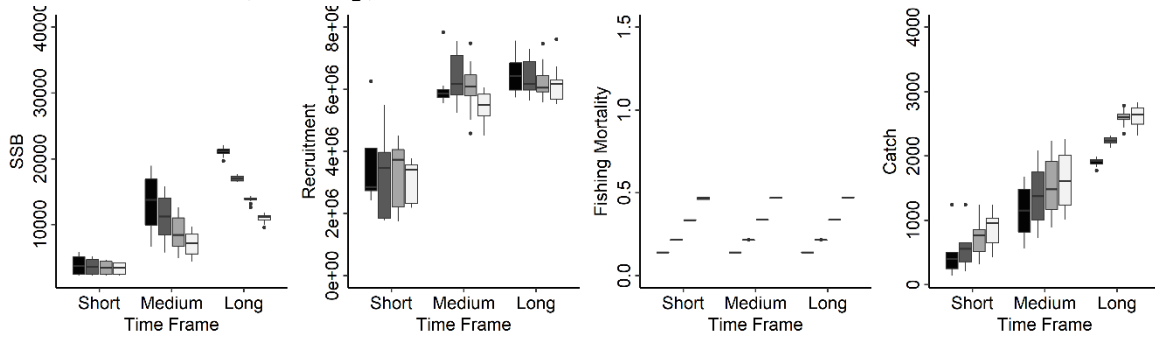 SSB
40000
30000
20000
10000
Short Medium Long
Time Frame
Recruitment
8e+06
6e+06
4e+06
2e+06
0e+00
Short Medium Long
Time Frame
Fishing Mortality
1.5
1.0
0.5
0.0
Short Medium Long
Time Frame
Catch
4000
3000
2000
1000
0
Short Medium Long
Time Frame